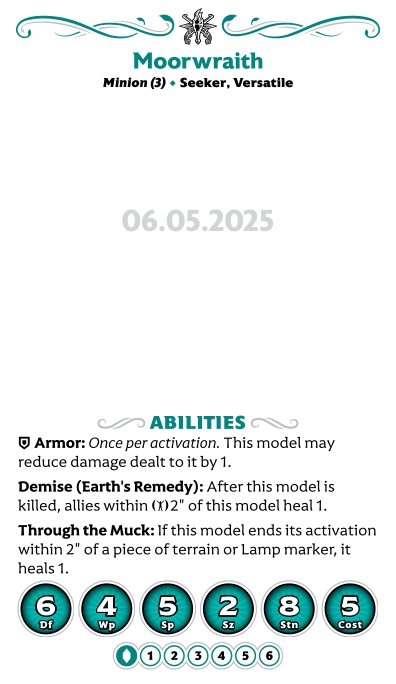 Moorwraith
Minion (3) • Seeker, Versatile
06.05.2025
ABILITIES
Armor: Once per activation. This model may
reduce damage dealt to it by 1.
Demise (Earth's Remedy): After this model is
killed, allies within 2" of this model heal 1.
Through the Muck: If this model ends its activation
within 2" of a piece of terrain or Lamp marker, it
heals 1.
6 4 5 2 8 5
Df Wp Sp Sz Stn Cost
1 2 3 4 5 6